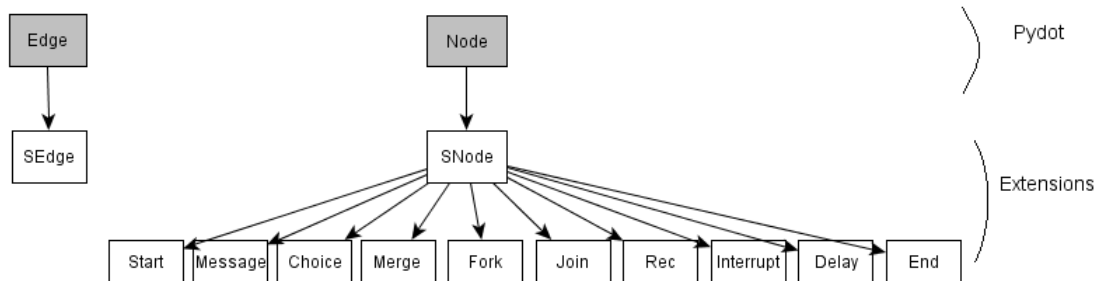 Edge
Node
Pydot
SEdge
SNode
Extensions
Start
Message
Choice
Merge
Fork
Join
Rec
Interrupt
Delay
End